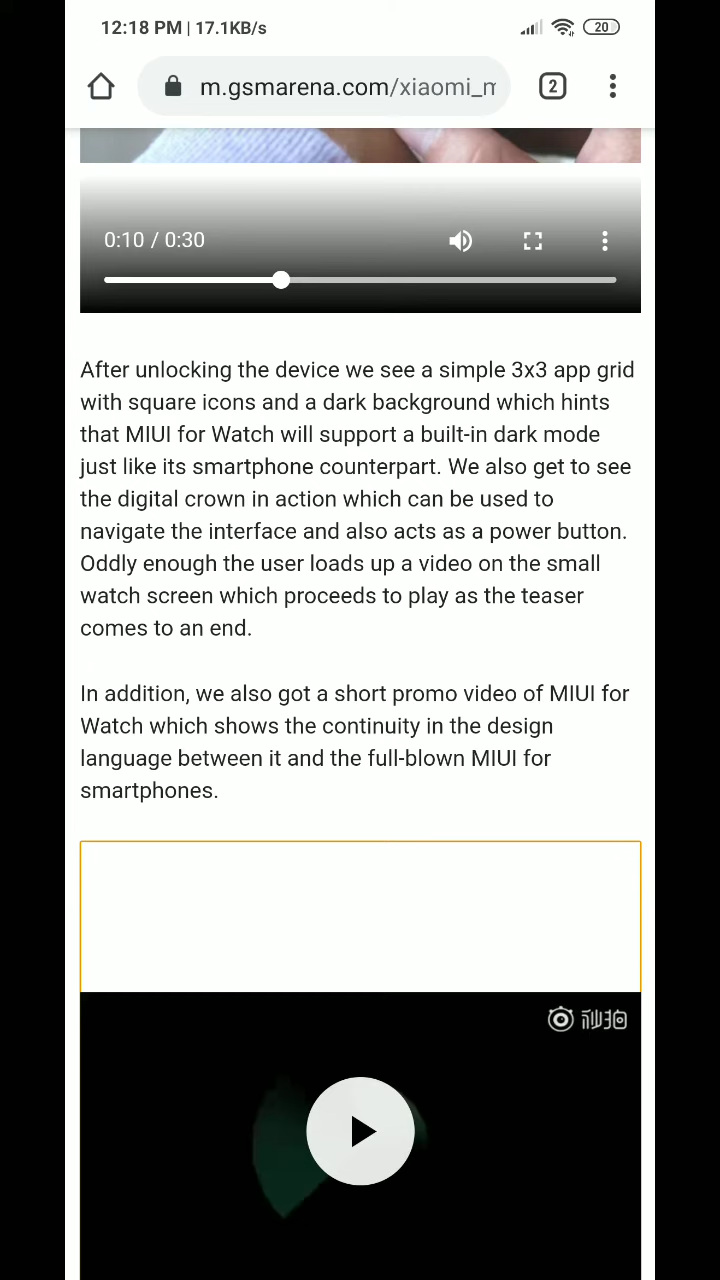 12:18 PM | 17.1KB/s
20
m.gsmarena.com/xiaomi_m
2
0:10 / 0:30
After unlocking the device we see a simple 3x3 app grid
with square icons and a dark background which hints
that MIUI for Watch will support a built-in dark mode
just like its smartphone counterpart. We also get to see
the digital crown in action which can be used to
navigate the interface and also acts as a power button.
Oddly enough the user loads up a video on the small
watch screen which proceeds to play as the teaser
comes to an end.
In addition, we also got a short promo video of MIUI for
Watch which shows the continuity in the design
language between it and the full-blown MIUI for
smartphones.
秒拍